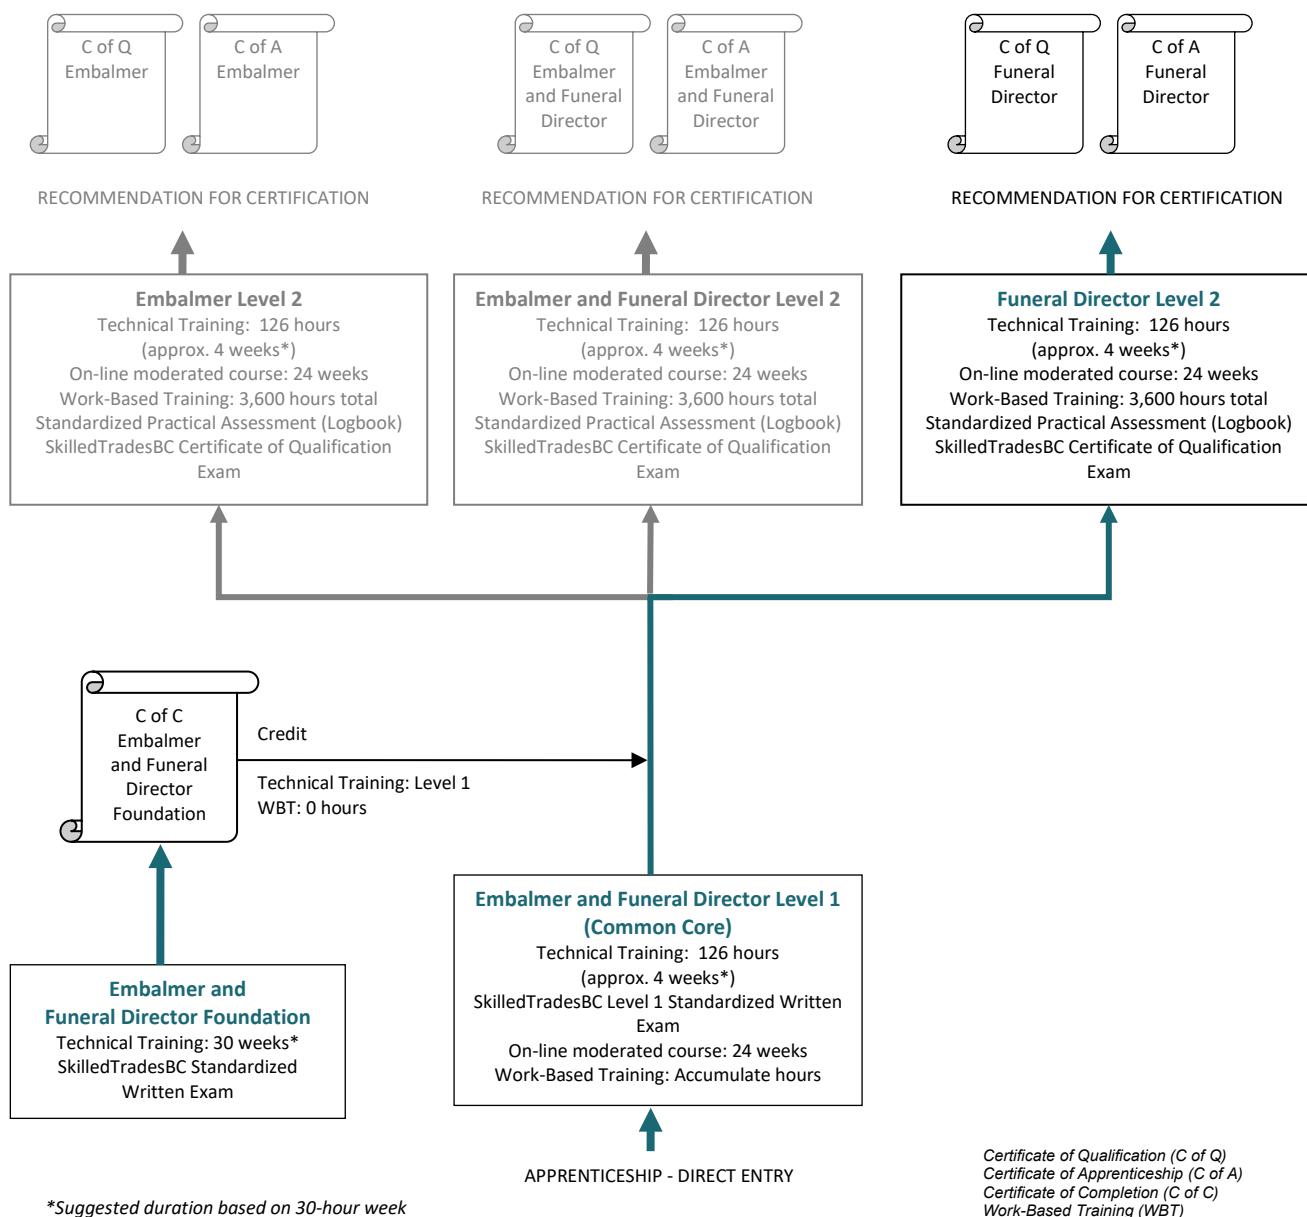 C of Q
Embalmer
C of A
Embalmer
C of Q
Embalmer
and Funeral
Director
C of A
Embalmer
and Funeral
Director
C of Q
Funeral
Director
C of A
Funeral
Director
RECOMMENDATION FOR CERTIFICATION
RECOMMENDATION FOR CERTIFICATION
RECOMMENDATION FOR CERTIFICATION
Embalmer Level 2
Technical Training:  126 hours
(approx. 4 weeks*)
On-line moderated course: 24 weeks
Work-Based Training: 3,600 hours total
Standardized Practical Assessment (Logbook)
SkilledTradesBC Certificate of Qualification
Exam
Embalmer and Funeral Director Level 2
Technical Training:  126 hours
(approx. 4 weeks*)
On-line moderated course: 24 weeks
Work-Based Training: 3,600 hours total
Standardized Practical Assessment (Logbook)
SkilledTradesBC Certificate of Qualification
Exam
Funeral Director Level 2
Technical Training:  126 hours
(approx. 4 weeks*)
On-line moderated course: 24 weeks
Work-Based Training: 3,600 hours total
Standardized Practical Assessment (Logbook)
SkilledTradesBC Certificate of Qualification
Exam
C of C
Embalmer
and Funeral
Director
Foundation
Credit
Technical Training: Level 1
WBT: 0 hours
Embalmer and
Funeral Director Foundation
Technical Training: 30 weeks*
SkilledTradesBC Standardized
Written Exam
Embalmer and Funeral Director Level 1
(Common Core)
Technical Training:  126 hours
(approx. 4 weeks*)
SkilledTradesBC Level 1 Standardized Written
Exam
On-line moderated course: 24 weeks
Work-Based Training: Accumulate hours
APPRENTICESHIP - DIRECT ENTRY
*Suggested duration based on 30-hour week
Certificate of Qualification (C of Q)
Certificate of Apprenticeship (C of A)
Certificate of Completion (C of C)
Work-Based Training (WBT)